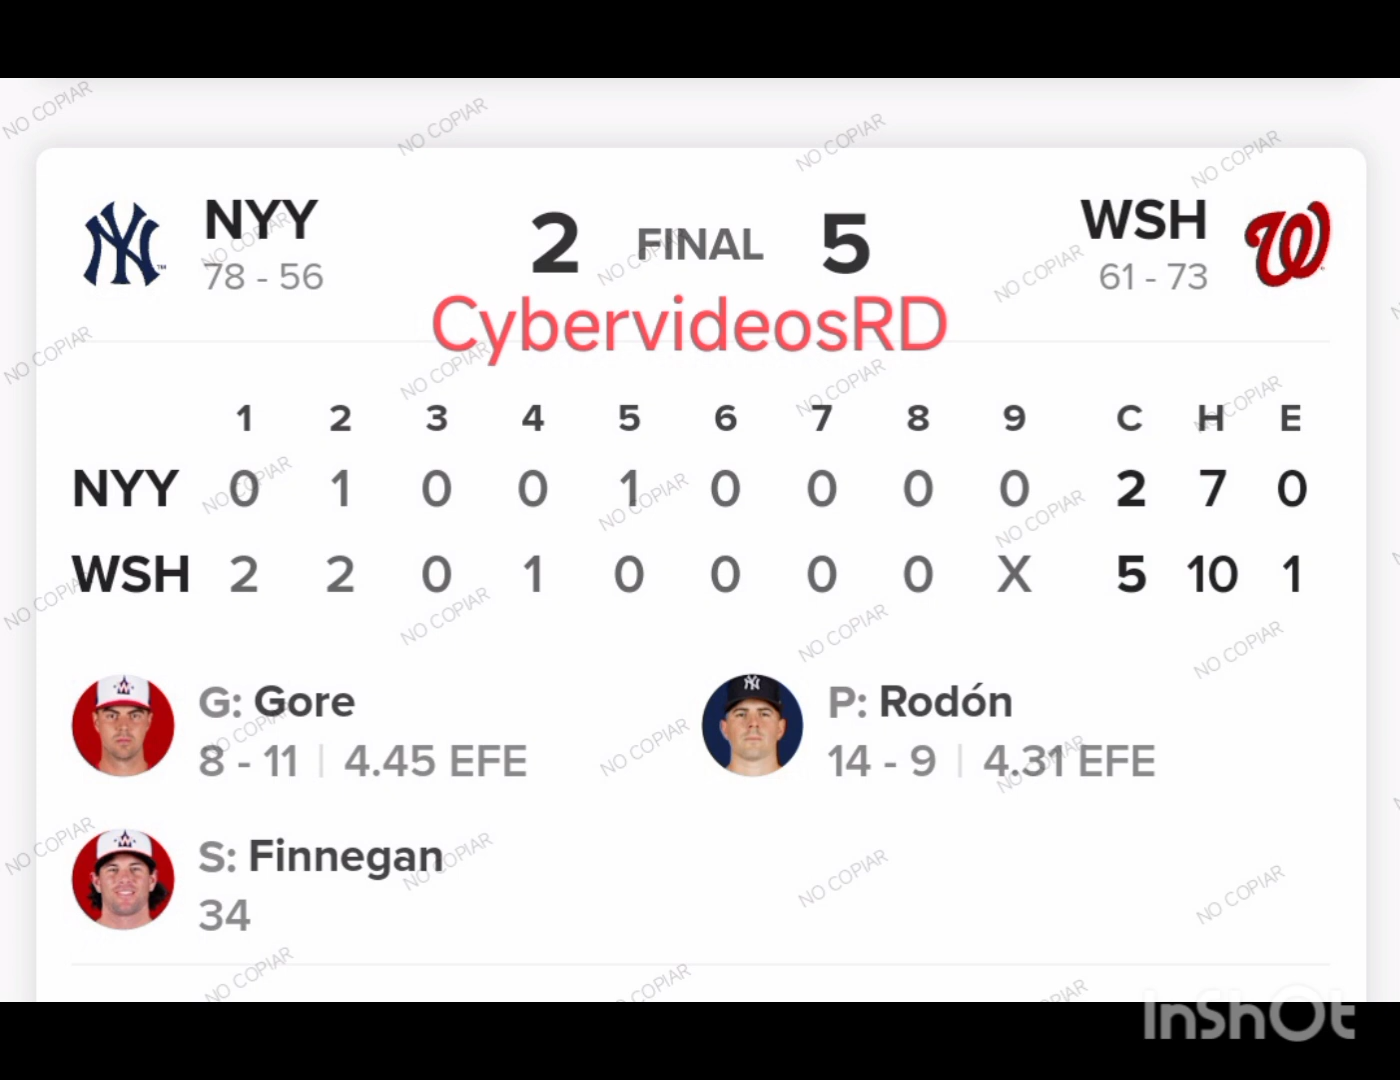 NYY 2 FINAL 5 WSH
78 - 56 61 - 73
CybervideosRD
1 2 3 4 5 6 7 8 9 C H E
NYY 0 1 0 0 1 0 0 0 0 2 7 0
WSH 2 2 0 1 0 0 0 0 X 5 10 1
G: Gore P: Rodón
8 - 11 | 4.45 EFE 14 - 9 | 4.31 EFE
S: Finnegan
34
NO COPIAR
InShOt